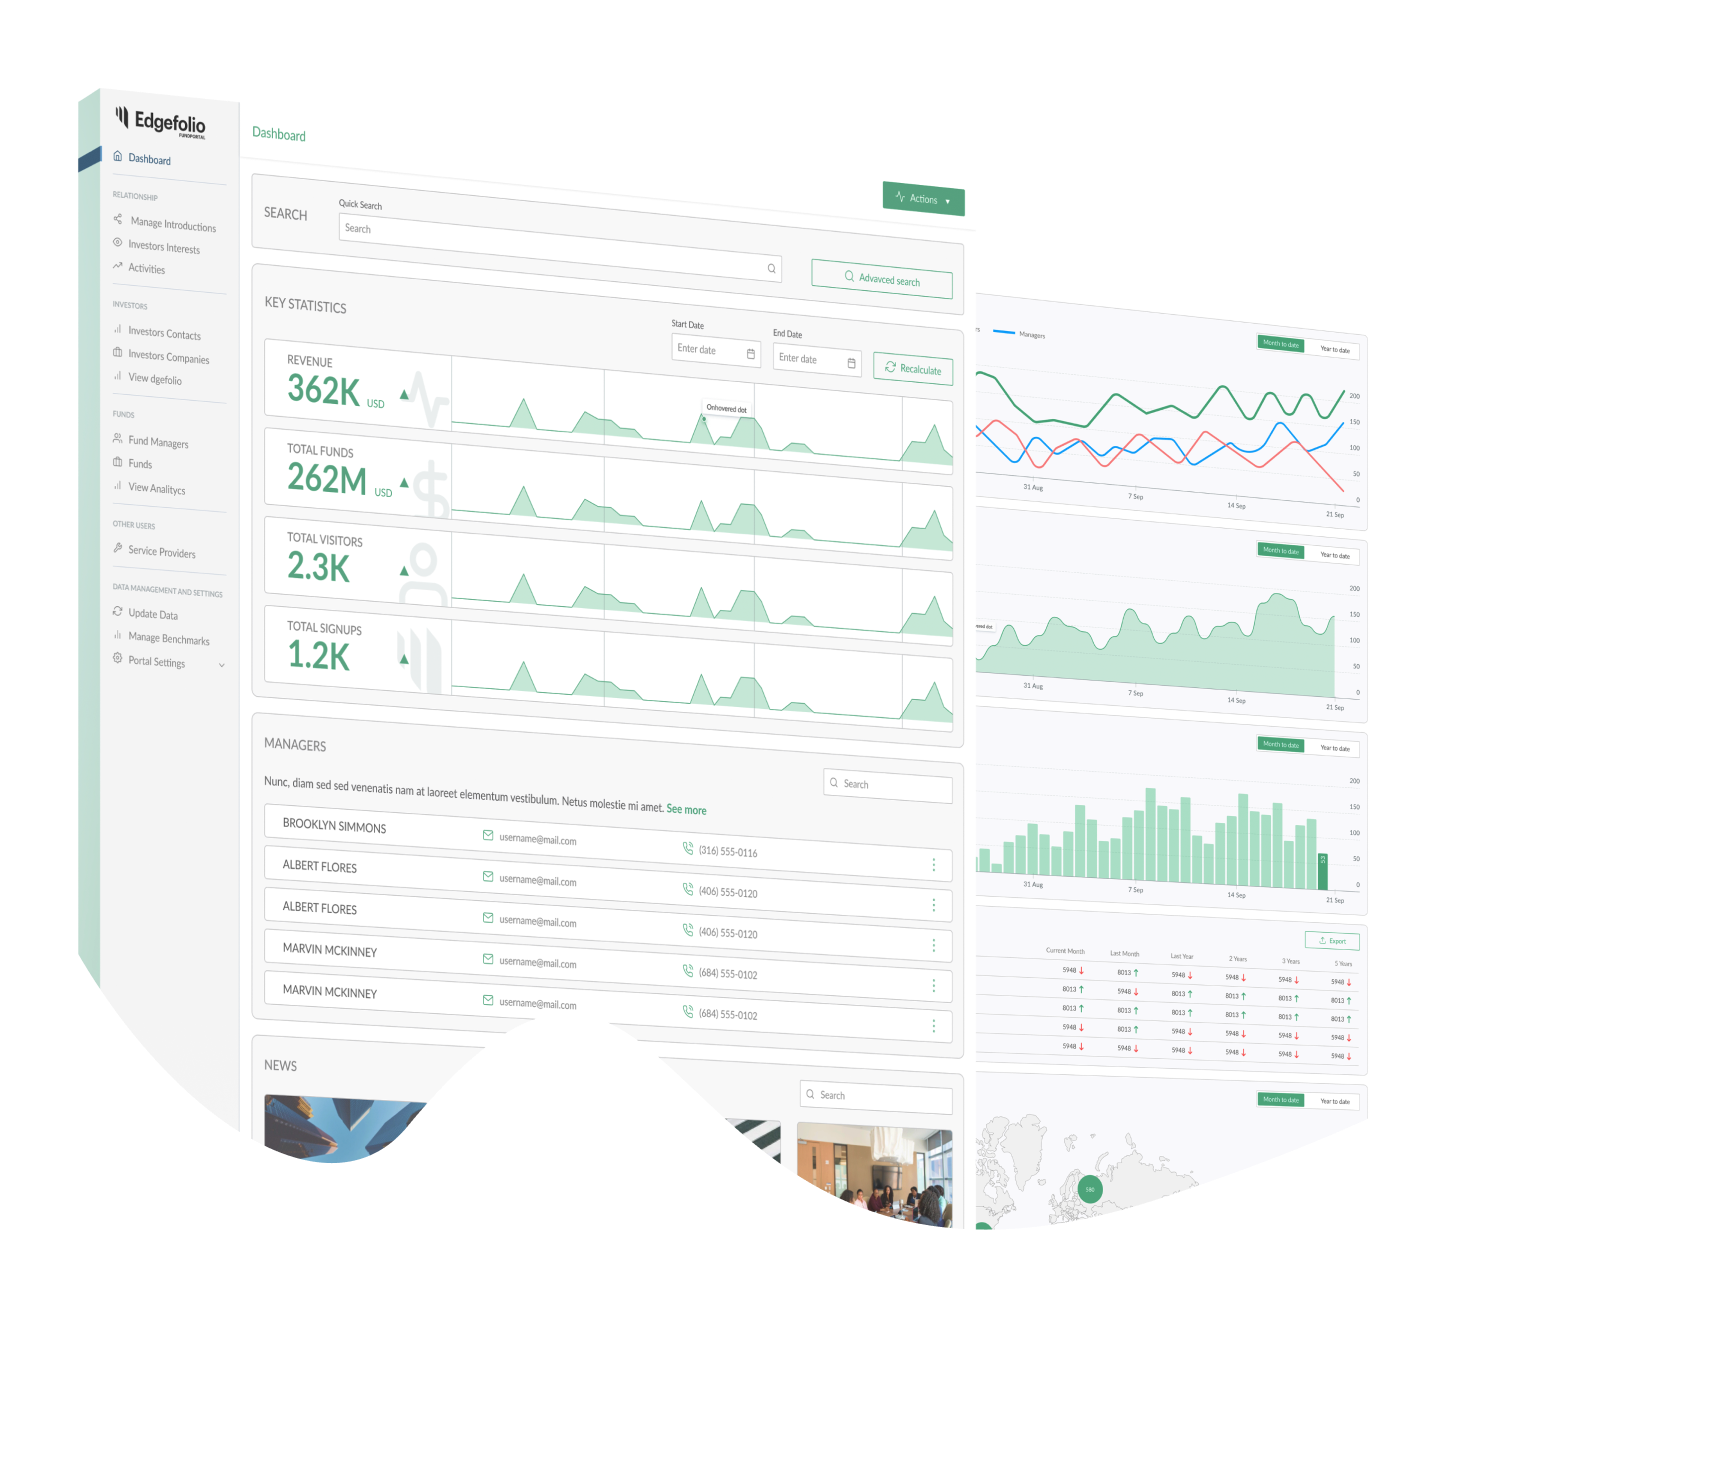 Edgefolio
FUNDPORTAL
Dashboard
RELATIONSHIP
Manage Introductions
Investors Interests
Activities
INVESTORS
Investors Contacts
Investors Companies
View dgefolio
FUNDS
Fund Managers
Funds
View Analitycs
OTHER USERS
Service Providers
DATA MANAGEMENT AND SETTINGS
Update Data
Manage Benchmarks
Portal Settings
Dashboard
Actions
SEARCH
Quick Search
Search
Advavced search
KEY STATISTICS
Start Date
Enter date
End Date
Enter date
Recalculate
REVENUE
362K USD
Onhovered dot
TOTAL FUNDS
262M USD
TOTAL VISITORS
2.3K
TOTAL SIGNUPS
1.2K
MANAGERS
Search
Nunc, diam sed sed venenatis nam at laoreet elementum vestibulum. Netus molestie mi amet. See more
BROOKLYN SIMMONS username@mail.com (316) 555-0116
ALBERT FLORES username@mail.com (406) 555-0120
ALBERT FLORES username@mail.com (406) 555-0120
MARVIN MCKINNEY username@mail.com (684) 555-0102
MARVIN MCKINNEY username@mail.com (684) 555-0102
NEWS
Search
Managers
Month to date Year to date
200
150
100
50
0
31 Aug 7 Sep 14 Sep 21 Sep
Month to date Year to date
200
150
100
50
0
31 Aug 7 Sep 14 Sep 21 Sep
Month to date Year to date
200
150
100
50
0
53
31 Aug 7 Sep 14 Sep 21 Sep
Export
Current Month Last Month Last Year 2 Years 3 Years 5 Years
5948 8013 5948 5948 5948 5948
8013 5948 8013 8013 8013 8013
8013 8013 8013 8013 8013 8013
5948 8013 5948 5948 5948 5948
5948 5948 5948 5948 5948 5948
Month to date Year to date